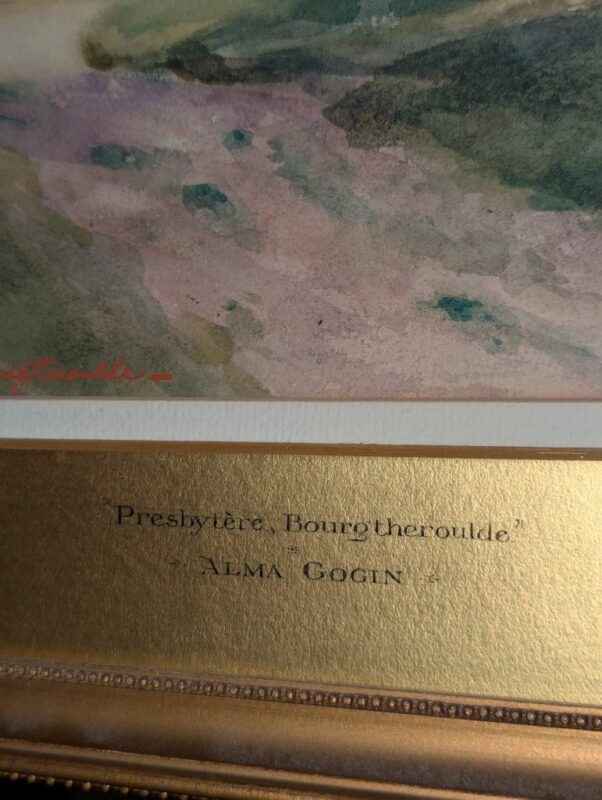 "Presbytère, Bourgtheroulde"
ALMA GOGIN